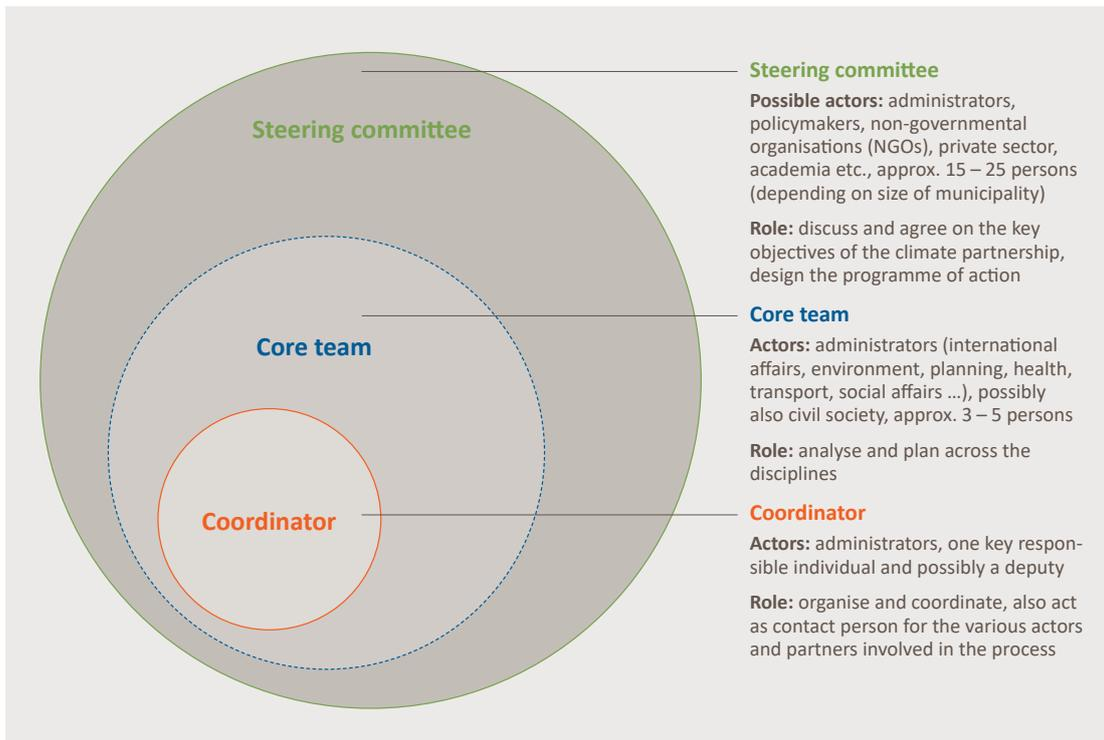 Steering committee
Core team
Coordinator
Steering committee
Possible actors: administrators,
policymakers, non-governmental
organisations (NGOs), private sector,
academia etc., approx. 15 – 25 persons
(depending on size of municipality)
Role: discuss and agree on the key
objectives of the climate partnership,
design the programme of action
Core team
Actors: administrators (international
affairs, environment, planning, health,
transport, social affairs ...), possibly
also civil society, approx. 3 – 5 persons
Role: analyse and plan across the
disciplines
Coordinator
Actors: administrators, one key respon-
sible individual and possibly a deputy
Role: organise and coordinate, also act
as contact person for the various actors
and partners involved in the process